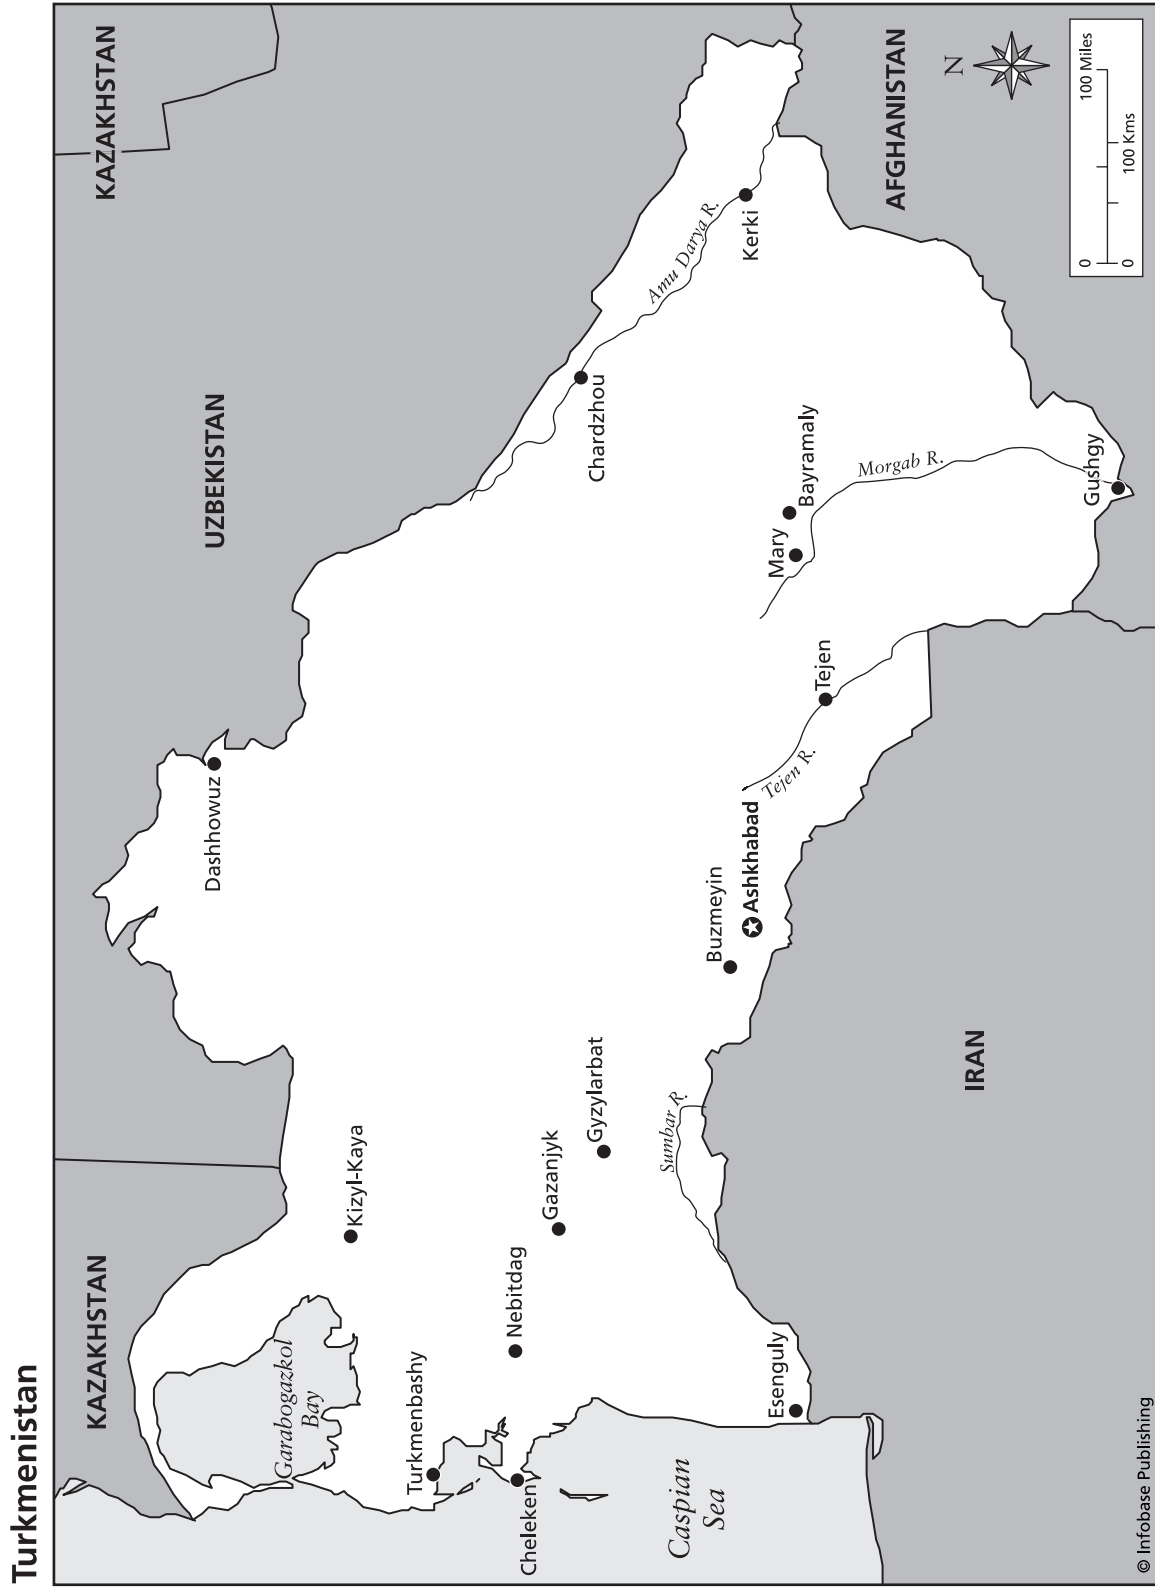 Turkmenistan
KAZAKHSTAN
KAZAKHSTAN
UZBEKISTAN
Dashhowuz
Garabogazkol
Bay
Kizyl-Kaya
Turkmenbashy
Cheleken
Nebitdag
Gazanjyk
Gyzylarbat
Chardzhou
Amu Darya R.
Kerki
Caspian
Sea
Esenguly
Sumbar R.
Buzmeyin
Ashkhabad
Tejen R.
Tejen
Mary
Bayramaly
Morgab R.
Gushgy
IRAN
AFGHANISTAN
N
0
100 Miles
0
100 Kms
© Infobase Publishing